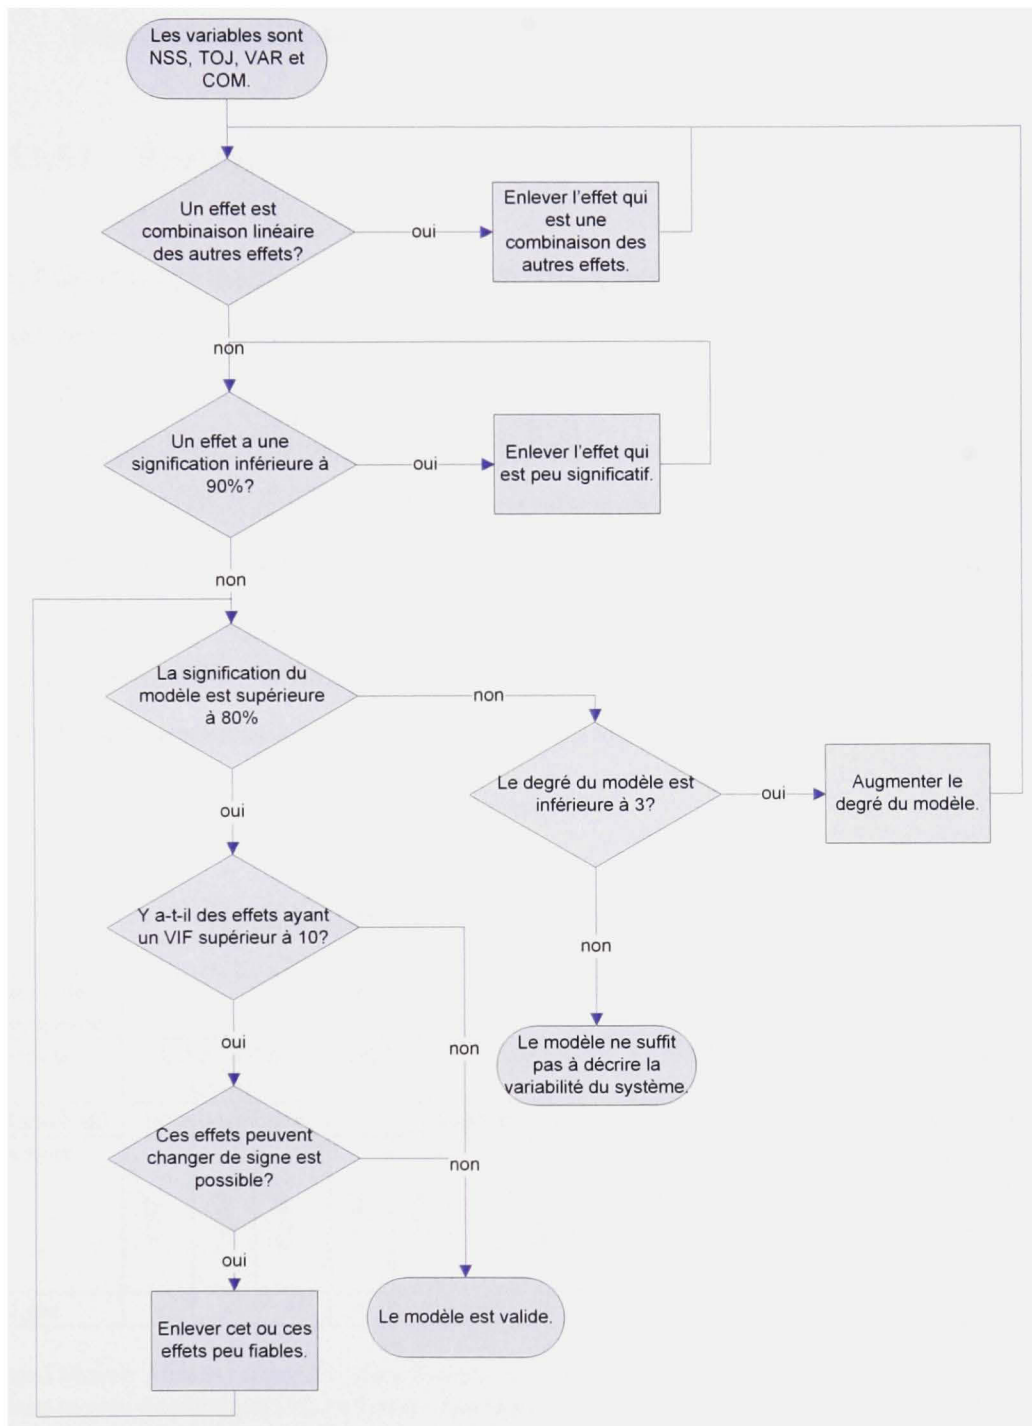 Les variables sont
NSS, TOJ, VAR et
COM.
Un effet est
combinaison linéaire
des autres effets?
oui
Enlever l'effet qui
est une
combinaison des
autres effets.
non
Un effet a une
signification inférieure à
90%?
oui
Enlever l'effet qui
est peu significatif.
non
La signification du
modèle est supérieure
à 80%
non
Le degré du modèle est
inférieure à 3?
oui
Augmenter le
degré du modèle.
oui
Y a-t-il des effets ayant
un VIF supérieur à 10?
non
Le modèle ne suffit
pas à décrire la
variabilité du système.
oui
non
Ces effets peuvent
changer de signe est
possible?
non
oui
Enlever cet ou ces
effets peu fiables.
Le modèle est valide.